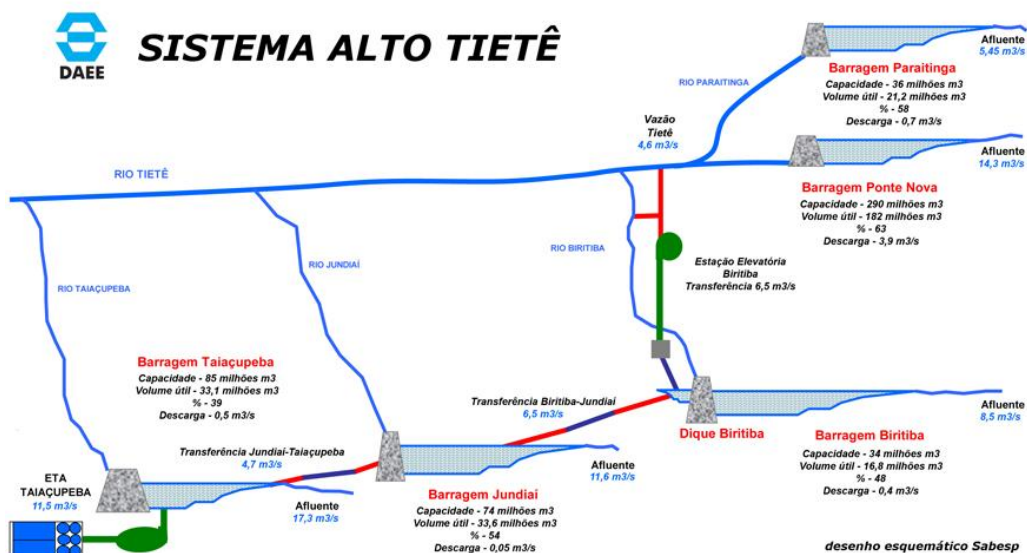 DAEE
SISTEMA ALTO TIETÊ
Afluente
5,45 m3/s
RIO PARAITINGA
Barragem Paraitinga
Capacidade - 36 milhões m3
Volume útil - 21,2 milhões m3
% - 58
Descarga - 0,7 m3/s
Vazão
Tietê
4,6 m3/s
Afluente
14,3 m3/s
RIO TIETÊ
Barragem Ponte Nova
Capacidade - 290 milhões m3
Volume útil - 182 milhões m3
% - 63
Descarga - 3,9 m3/s
RIO BIRITIBA
RIO JUNDIAÍ
RIO TAIAÇUPEBA
Estação Elevatória
Biritiba
Transferência 6,5 m3/s
Barragem Taiaçupeba
Capacidade - 85 milhões m3
Volume útil - 33,1 milhões m3
% - 39
Descarga - 0,5 m3/s
Transferência Biritiba-Jundiaí
6,5 m3/s
Afluente
8,5 m3/s
Dique Biritiba
Barragem Biritiba
Capacidade - 34 milhões m3
Volume útil - 16,8 milhões m3
% - 48
Descarga - 0,4 m3/s
Transferência Jundiaí-Taiaçupeba
4,7 m3/s
Afluente
11,6 m3/s
ETA
TAIAÇUPEBA
11,5 m3/s
Afluente
17,3 m3/s
Barragem Jundiaí
Capacidade - 74 milhões m3
Volume útil - 33,6 milhões m3
% - 54
Descarga - 0,05 m3/s
desenho esquemático Sabesp